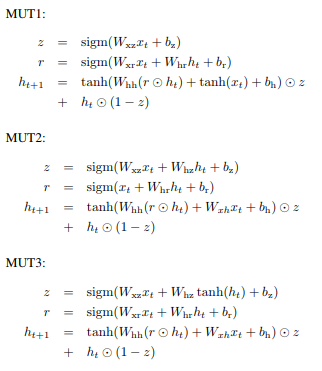 MUT1:
z = sigm(W_xz x_t + b_z)
r = sigm(W_xr x_t + W_hr h_t + b_r)
h_{t+1} = tanh(W_hh(r ⊙ h_t) + tanh(x_t) + b_h) ⊙ z
+ h_t ⊙ (1 − z)
MUT2:
z = sigm(W_xz x_t + W_hz h_t + b_z)
r = sigm(x_t + W_hr h_t + b_r)
h_{t+1} = tanh(W_hh(r ⊙ h_t) + W_xh x_t + b_h) ⊙ z
+ h_t ⊙ (1 − z)
MUT3:
z = sigm(W_xz x_t + W_hz tanh(h_t) + b_z)
r = sigm(W_xr x_t + W_hr h_t + b_r)
h_{t+1} = tanh(W_hh(r ⊙ h_t) + W_xh x_t + b_h) ⊙ z
+ h_t ⊙ (1 − z)